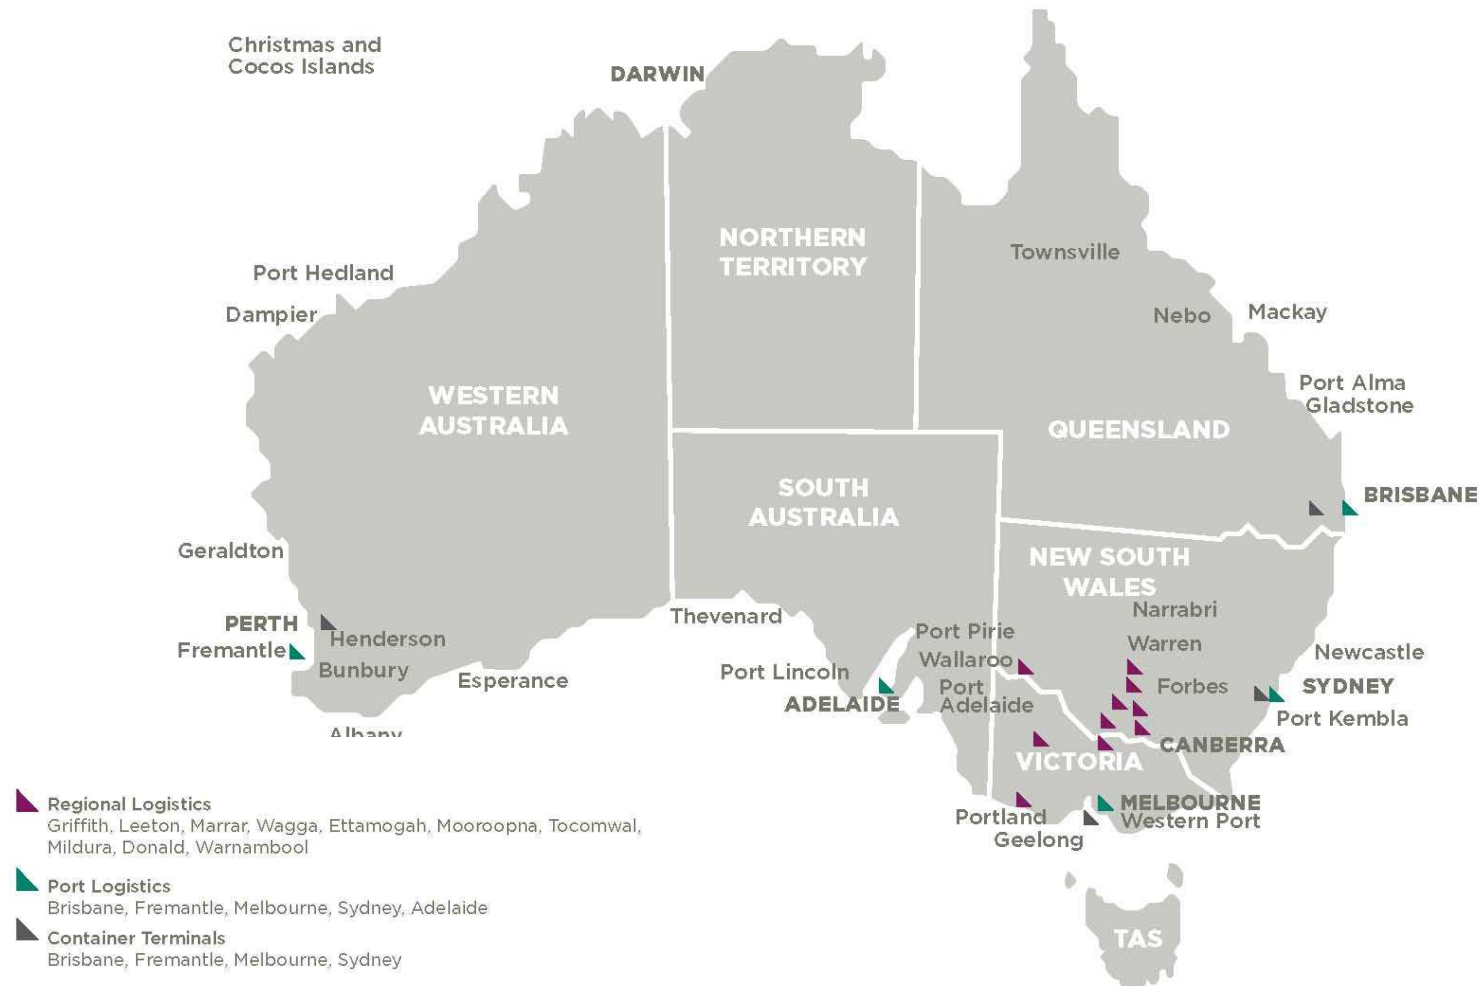 Christmas and
Cocos Islands
DARWIN
NORTHERN
TERRITORY
Townsville
Port Hedland
Dampier
Nebo
Mackay
WESTERN
AUSTRALIA
Port Alma
Gladstone
QUEENSLAND
SOUTH
AUSTRALIA
BRISBANE
Geraldton
NEW SOUTH
WALES
Narrabri
PERTH
Fremantle
Henderson
Bunbury
Esperance
Albany
Thevenard
Port Lincoln
ADELAIDE
Port Pirie
Wallaroo
Port
Adelaide
Warren
Forbes
Newcastle
SYDNEY
Port Kembla
CANBERRA
VICTORIA
MELBOURNE
Western Port
Portland
Geelong
TAS
Regional Logistics
Griffith, Leeton, Marrar, Wagga, Ettamogah, Mooroopna, Tocomwal,
Mildura, Donald, Warnambool
Port Logistics
Brisbane, Fremantle, Melbourne, Sydney, Adelaide
Container Terminals
Brisbane, Fremantle, Melbourne, Sydney